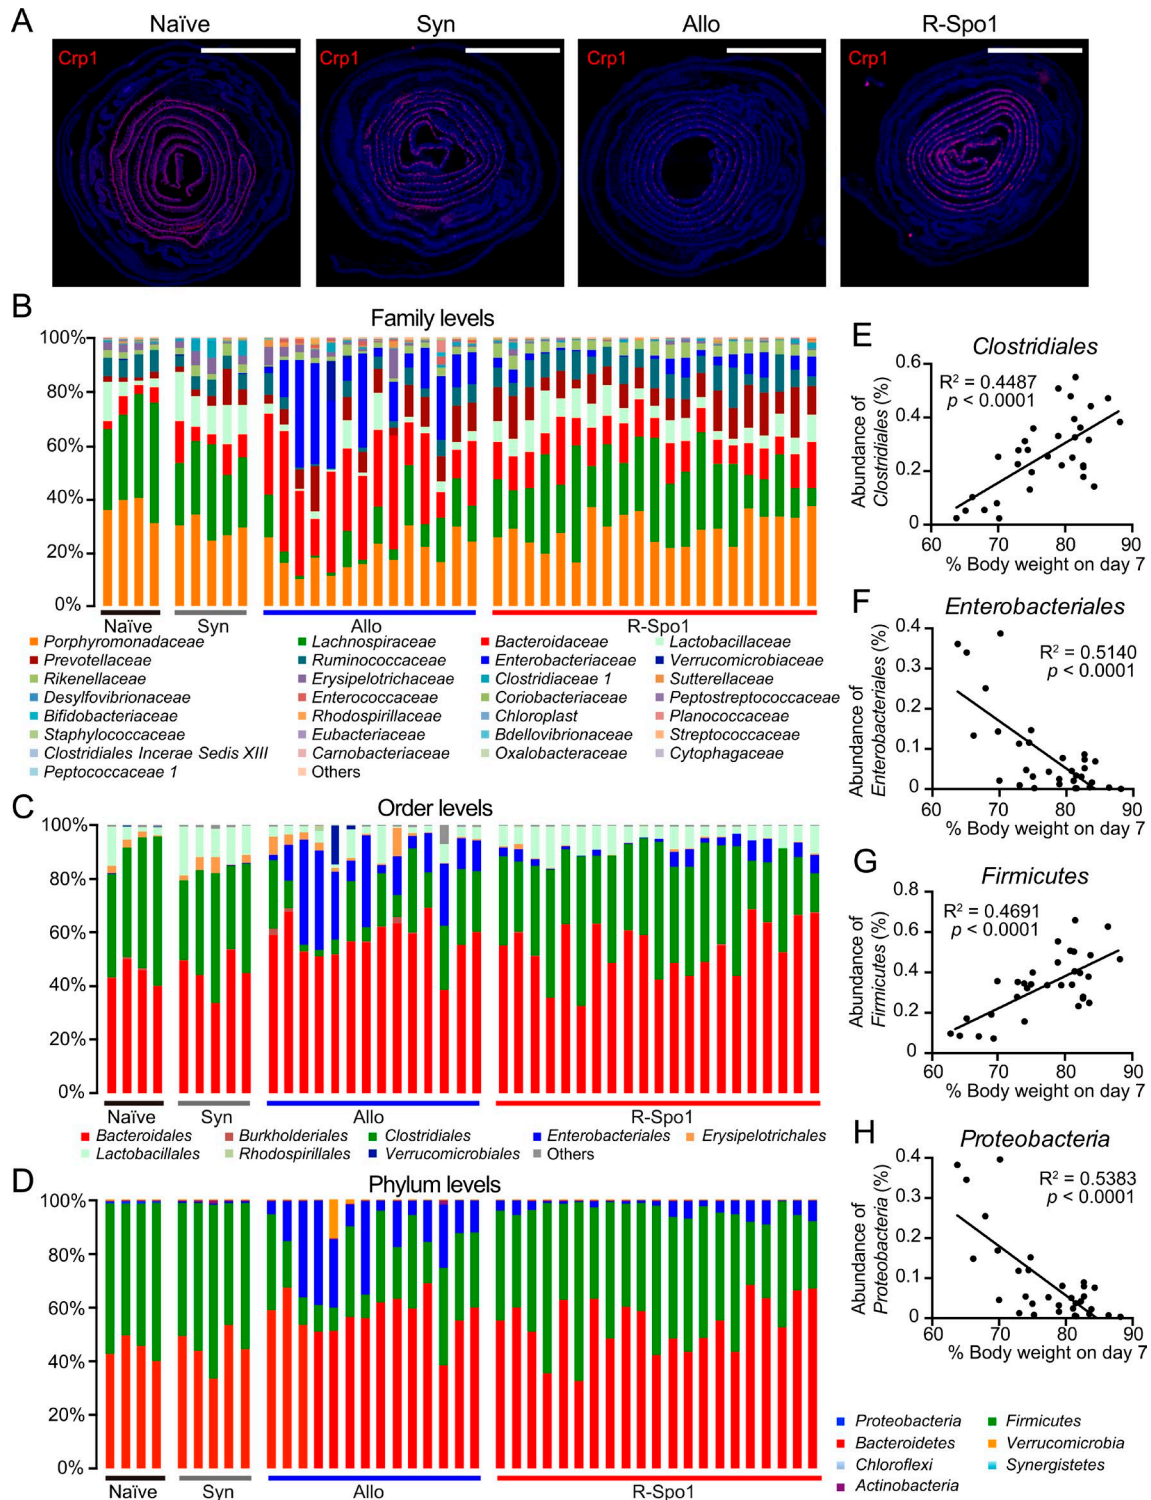 A
Naïve
Syn
Allo
R-Spo1
Crp1
Crp1
Crp1
Crp1
B
Family levels
100%
80%
60%
40%
20%
0%
Naïve
Syn
Allo
R-Spo1
Porphyromonadaceae
Lachnospiraceae
Bacteroidaceae
Lactobacillaceae
Prevotellaceae
Ruminococcaceae
Enterobacteriaceae
Verrucomicrobiaceae
Rikenellaceae
Erysipelotrichaceae
Clostridiaceae 1
Sutterellaceae
Desylfovibrionaceae
Enterococcaceae
Coriobacteriaceae
Peptostreptococcaceae
Bifidobacteriaceae
Rhodospirillaceae
Chloroplast
Planococcaceae
Staphylococcaceae
Eubacteriaceae
Bdellovibrionaceae
Streptococcaceae
Clostridiales Incerae Sedis XIII
Carnobacteriaceae
Oxalobacteraceae
Cytophagaceae
Peptococcaceae 1
Others
C
Order levels
100%
80%
60%
40%
20%
0%
Naïve
Syn
Allo
R-Spo1
Bacteroidales
Burkholderiales
Clostridiales
Enterobacteriales
Erysipelotrichales
Lactobacillales
Rhodospirillales
Verrucomicrobiales
Others
D
Phylum levels
100%
80%
60%
40%
20%
0%
Naïve
Syn
Allo
R-Spo1
Proteobacteria
Firmicutes
Bacteroidetes
Verrucomicrobia
Chloroflexi
Synergistetes
Actinobacteria
E
Clostridiales
R² = 0.4487
p < 0.0001
Abundance of
Clostridiales (%)
0.6
0.4
0.2
0
60 70 80 90
% Body weight on day 7
F
Enterobacteriales
R² = 0.5140
p < 0.0001
Abundance of
Enterobacteriales (%)
0.4
0.3
0.2
0.1
0
60 70 80 90
% Body weight on day 7
G
Firmicutes
R² = 0.4691
p < 0.0001
Abundance of
Firmicutes (%)
0.8
0.6
0.4
0.2
0
60 70 80 90
% Body weight on day 7
H
Proteobacteria
R² = 0.5383
p < 0.0001
Abundance of
Proteobacteria (%)
0.4
0.3
0.2
0.1
0
60 70 80 90
% Body weight on day 7